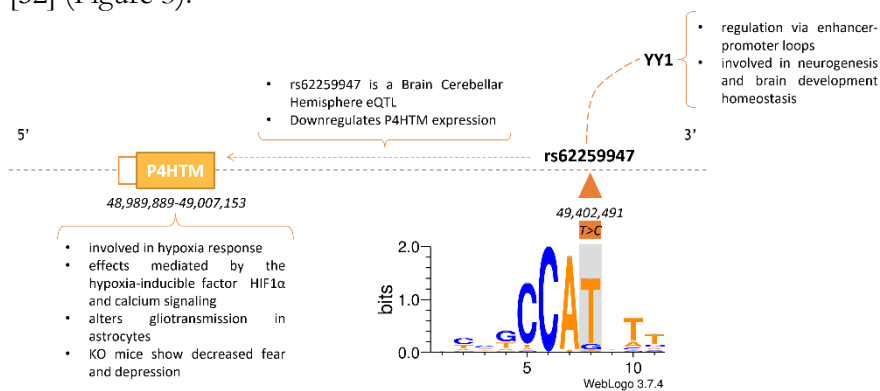 [52] (Figure 3).
• regulation via enhancer-
promoter loops
• involved in neurogenesis
and brain development
homeostasis
YY1
• rs62259947 is a Brain Cerebellar
Hemisphere eQTL
• Downregulates P4HTM expression
5’
3’
rs62259947
P4HTM
48,989,889-49,007,153
49,402,491
T>C
• involved in hypoxia response
• effects mediated by the
hypoxia-inducible factor HIF1α
and calcium signaling
• alters gliotransmission in
astrocytes
• KO mice show decreased fear
and depression
2.0
1.0
0.0
bits
CCAT
5
10
WebLogo 3.7.4